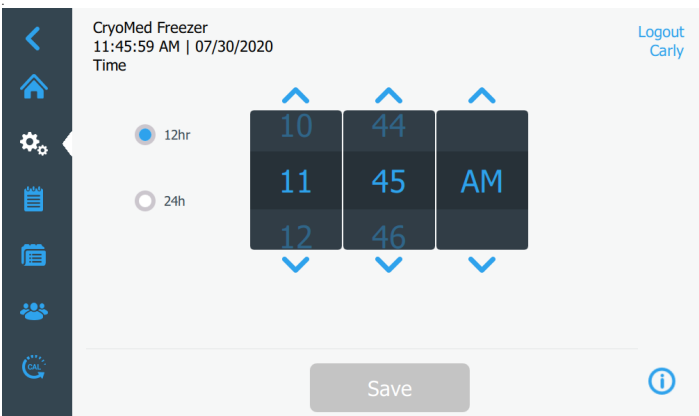 CryoMed Freezer
11:45:59 AM | 07/30/2020
Time
Logout
Carly
12hr
24h
10 44
11 45 AM
12 46
CAL
Save
i